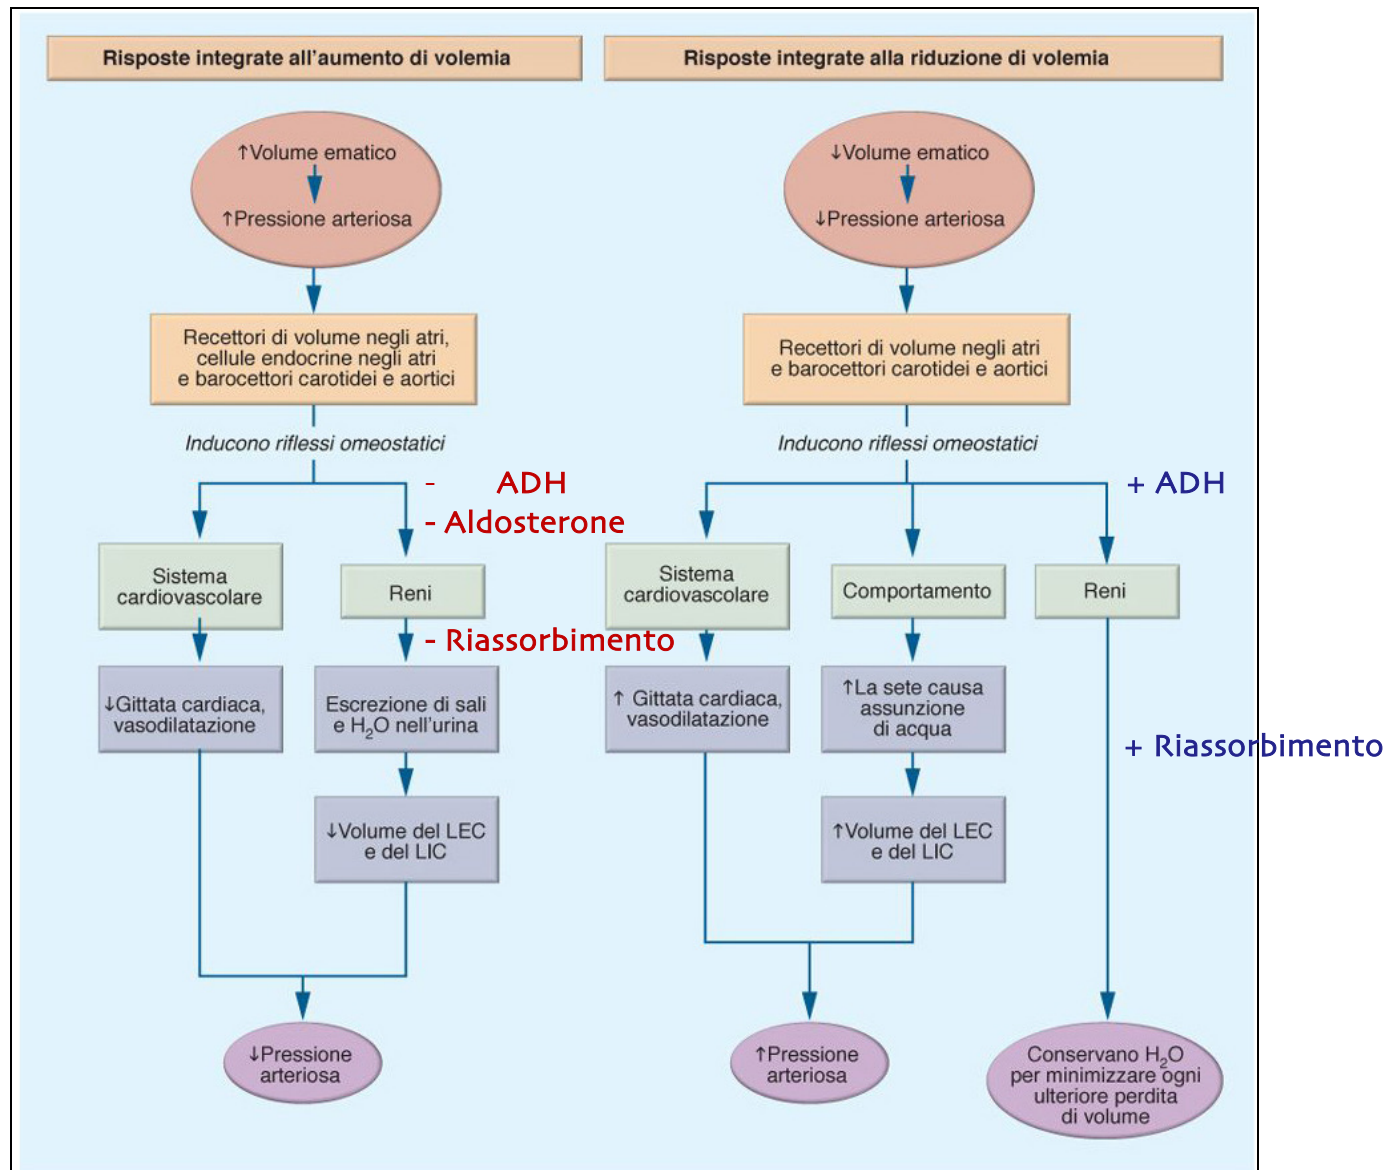 Risposte integrate all'aumento di volemia
↑Volume ematico
↑Pressione arteriosa
Recettori di volume negli atri,
cellule endocrine negli atri
e barocettori carotidei e aortici
Inducono riflessi omeostatici
- ADH
- Aldosterone
Sistema
cardiovascolare
Reni
- Riassorbimento
↓Gittata cardiaca,
vasodilatazione
Escrezione di sali
e H₂O nell'urina
↓Volume del LEC
e del LIC
↓Pressione
arteriosa
Risposte integrate alla riduzione di volemia
↓Volume ematico
↓Pressione arteriosa
Recettori di volume negli atri
e barocettori carotidei e aortici
Inducono riflessi omeostatici
+ ADH
Sistema
cardiovascolare
Comportamento
Reni
↑ Gittata cardiaca,
vasodilatazione
↑La sete causa
assunzione
di acqua
+ Riassorbimento
↑Volume del LEC
e del LIC
↑Pressione
arteriosa
Conservano H₂O
per minimizzare ogni
ulteriore perdita
di volume